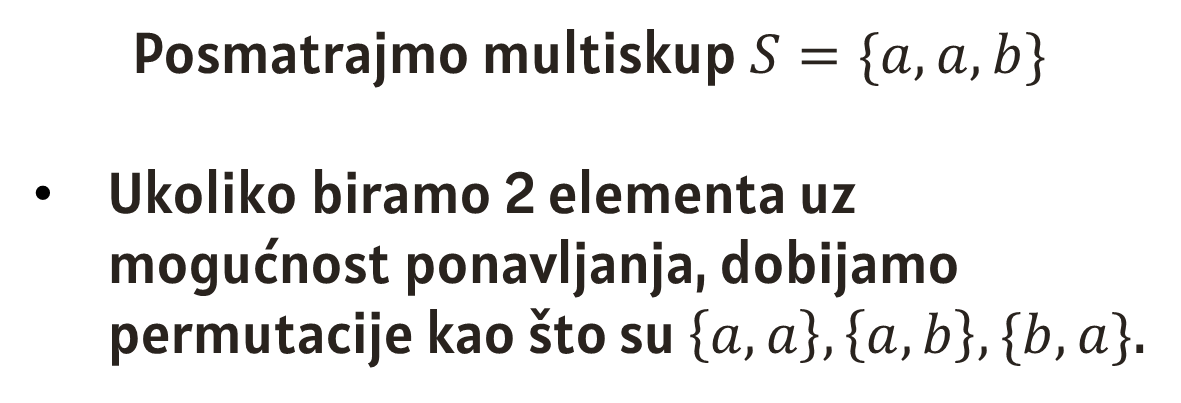 Posmatrajmo multiskup S = {a, a, b}
• Ukoliko biramo 2 elementa uz
mogućnost ponavljanja, dobijamo
permutacije kao što su {a, a}, {a, b}, {b, a}.